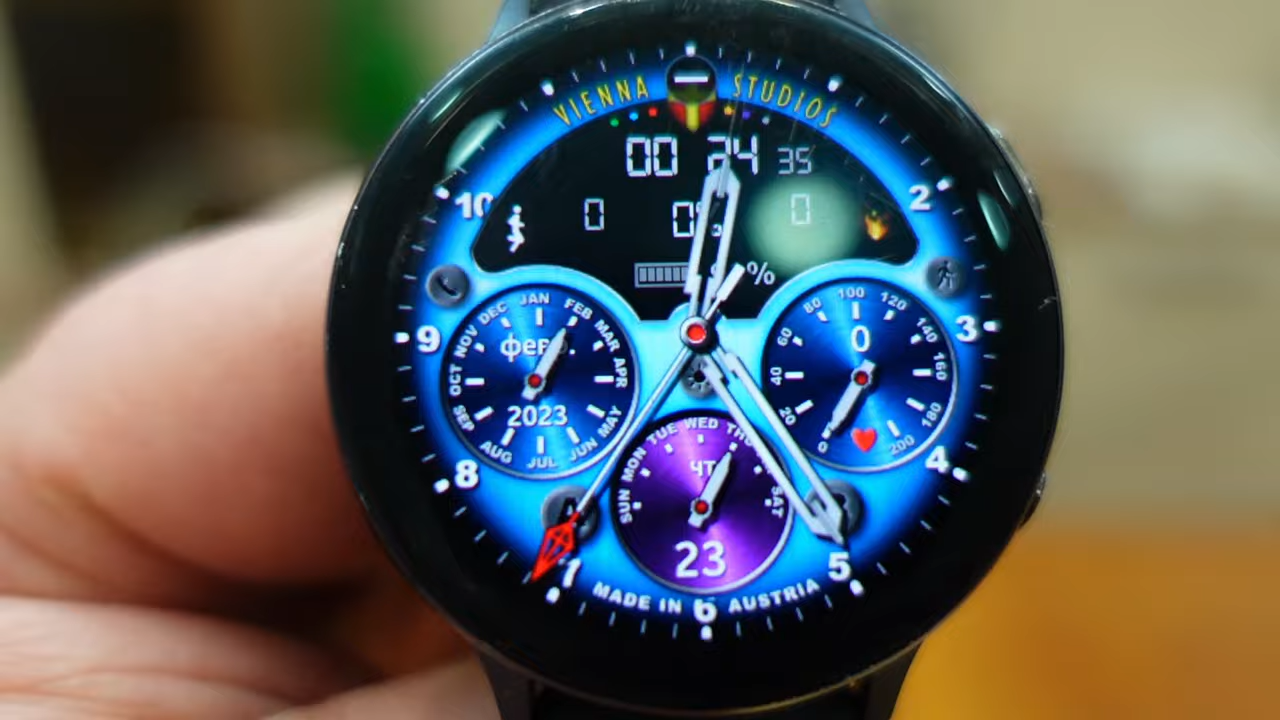 VIENNA STUDIOS
00 24 35
0 0
%
10 2
9 3
8 4
7 5
6
JAN FEB MAR APR MAY JUN JUL AUG SEP OCT NOV DEC
2023
0
0 20 40 60 80 100 120 140 160 180 200
SUN MON TUE WED THU SAT
ЧТ
23
MADE IN AUSTRIA